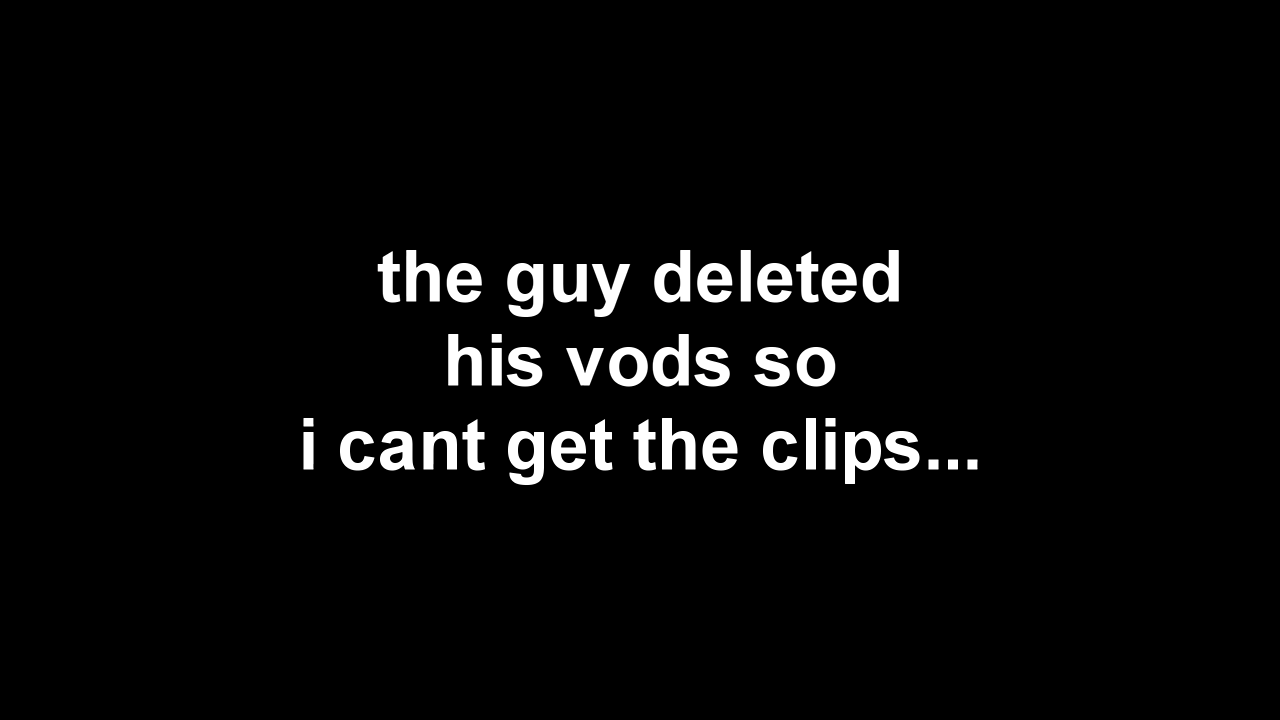 the guy deleted
his vods so
i cant get the clips...